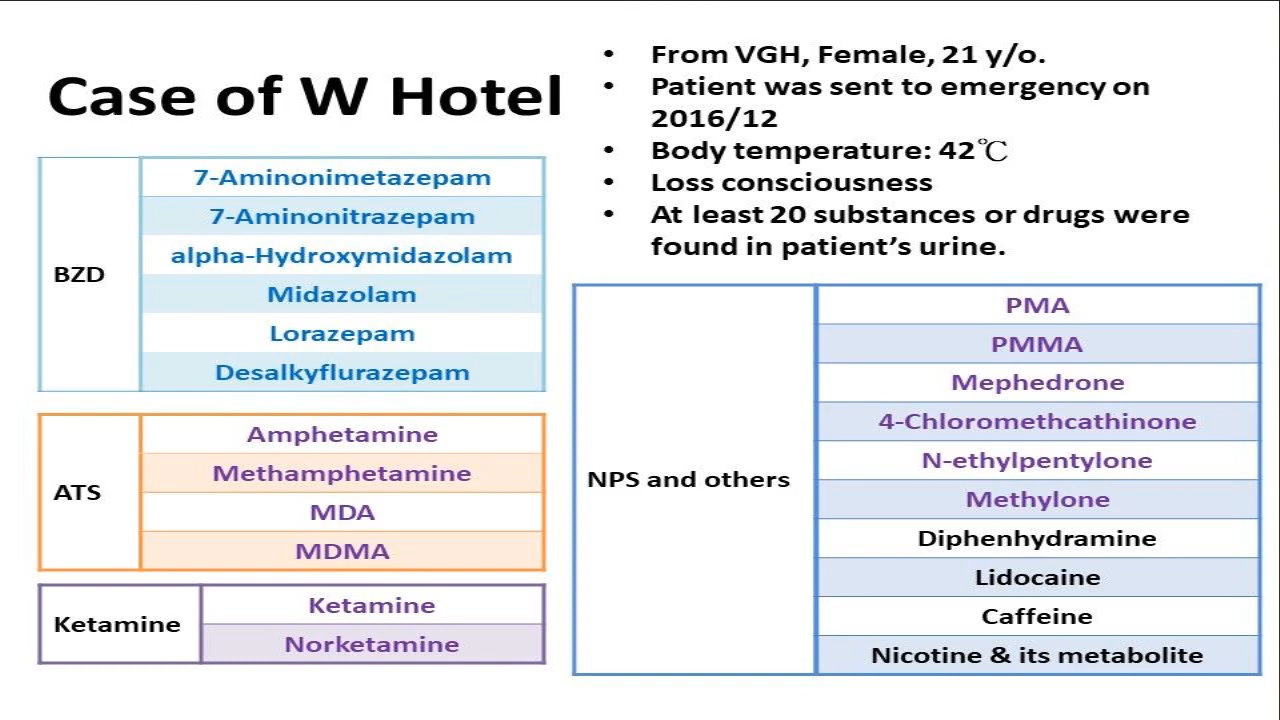 Case of W Hotel
• From VGH, Female, 21 y/o.
• Patient was sent to emergency on
2016/12
• Body temperature: 42℃
• Loss consciousness
• At least 20 substances or drugs were
found in patient’s urine.
BZD
7-Aminonimetazepam
7-Aminonitrazepam
alpha-Hydroxymidazolam
Midazolam
Lorazepam
Desalkyflurazepam
ATS
Amphetamine
Methamphetamine
MDA
MDMA
Ketamine
Ketamine
Norketamine
NPS and others
PMA
PMMA
Mephedrone
4-Chloromethcathinone
N-ethylpentylone
Methylone
Diphenhydramine
Lidocaine
Caffeine
Nicotine & its metabolite